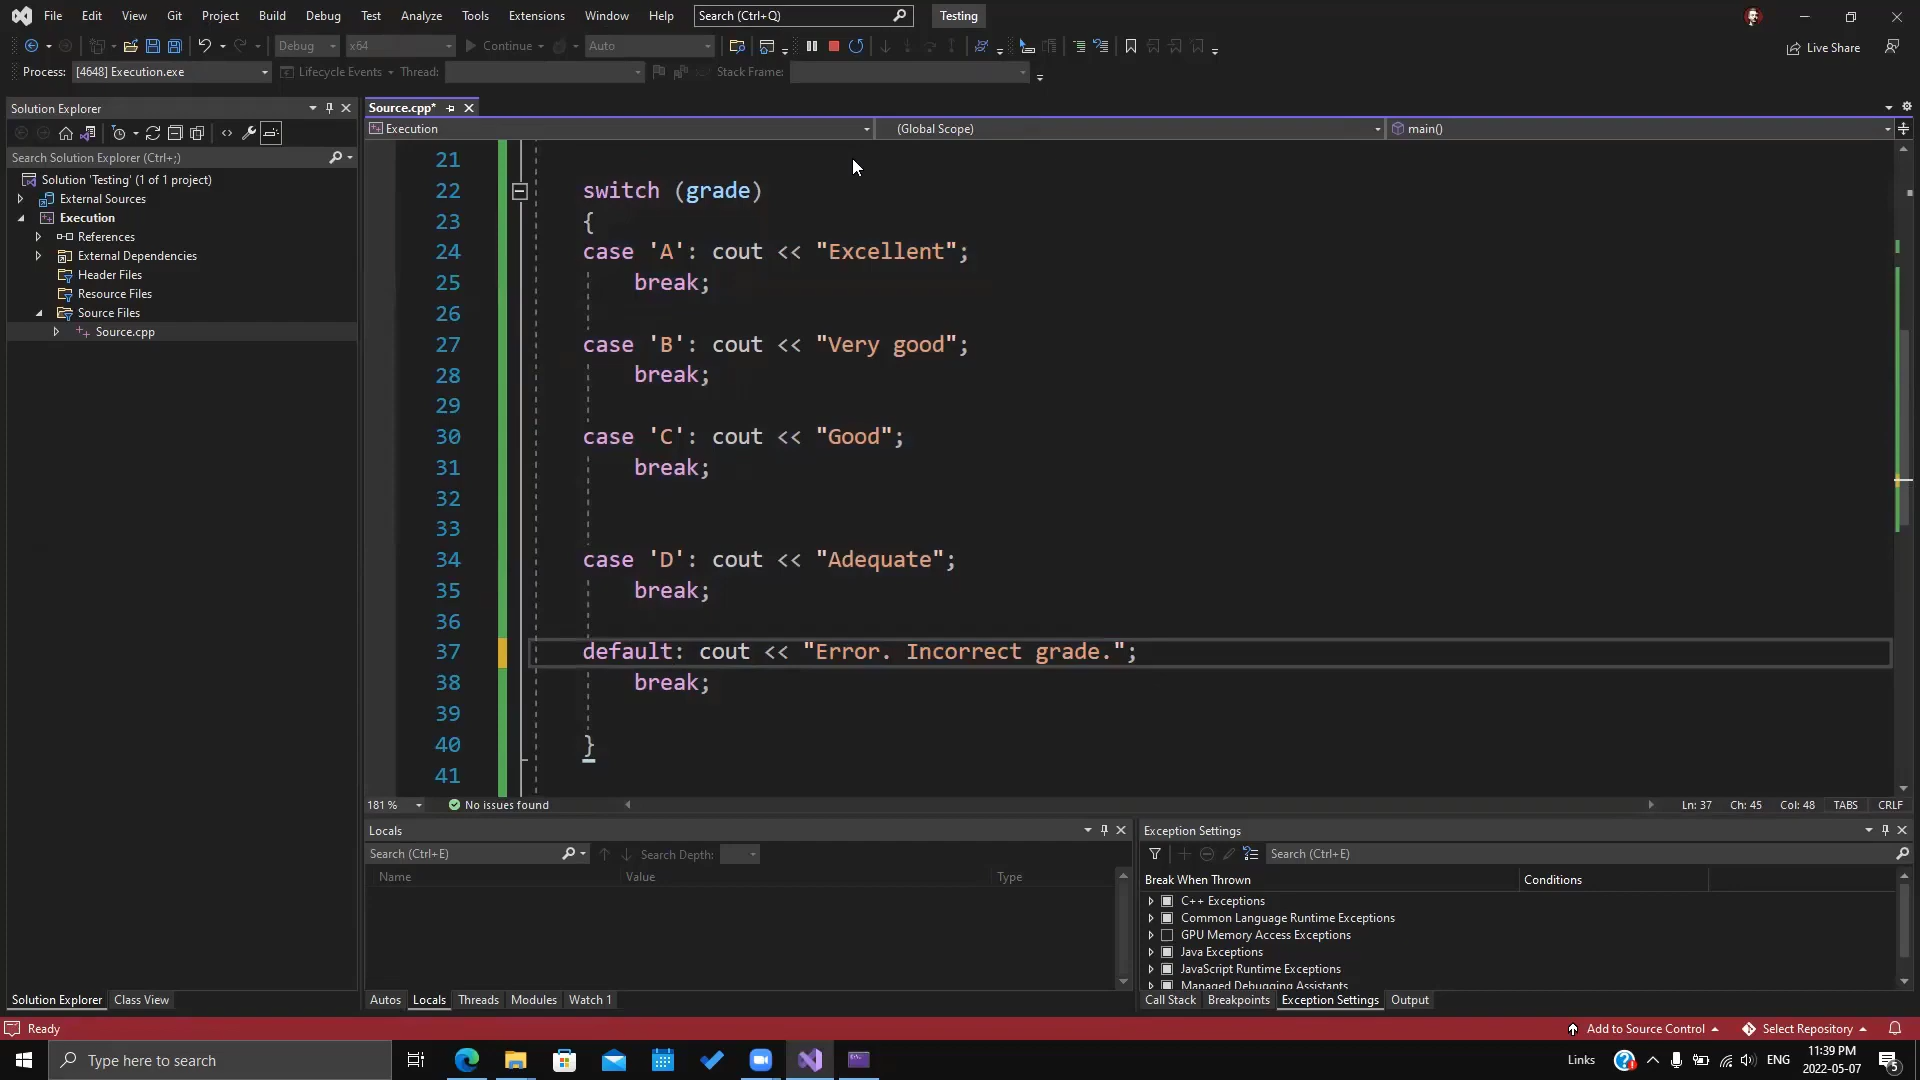 File Edit View Git Project Build Debug Test Analyze Tools Extensions Window Help Search (Ctrl+Q) Testing
Debug x64 Continue Auto Live Share
Process: [4648] Execution.exe Lifecycle Events Thread: Stack Frame:
Solution Explorer
Search Solution Explorer (Ctrl+;)
Solution 'Testing' (1 of 1 project)
External Sources
Execution
References
External Dependencies
Header Files
Resource Files
Source Files
Source.cpp
Solution Explorer Class View
Source.cpp*
Execution (Global Scope) main()
21
22 switch (grade)
23 {
24 case 'A': cout << "Excellent";
25 break;
26
27 case 'B': cout << "Very good";
28 break;
29
30 case 'C': cout << "Good";
31 break;
32
33
34 case 'D': cout << "Adequate";
35 break;
36
37 default: cout << "Error. Incorrect grade.";
38 break;
39
40 }
41
181 % No issues found Ln: 37 Ch: 45 Col: 48 TABS CRLF
Locals
Search (Ctrl+E) Search Depth:
Name Value Type
Autos Locals Threads Modules Watch 1
Exception Settings
Search (Ctrl+E)
Break When Thrown Conditions
C++ Exceptions
Common Language Runtime Exceptions
GPU Memory Access Exceptions
Java Exceptions
JavaScript Runtime Exceptions
Managed Debugging Assistants
Call Stack Breakpoints Exception Settings Output
Ready Add to Source Control Select Repository
Type here to search Links ENG 11:39 PM
2022-05-07
5